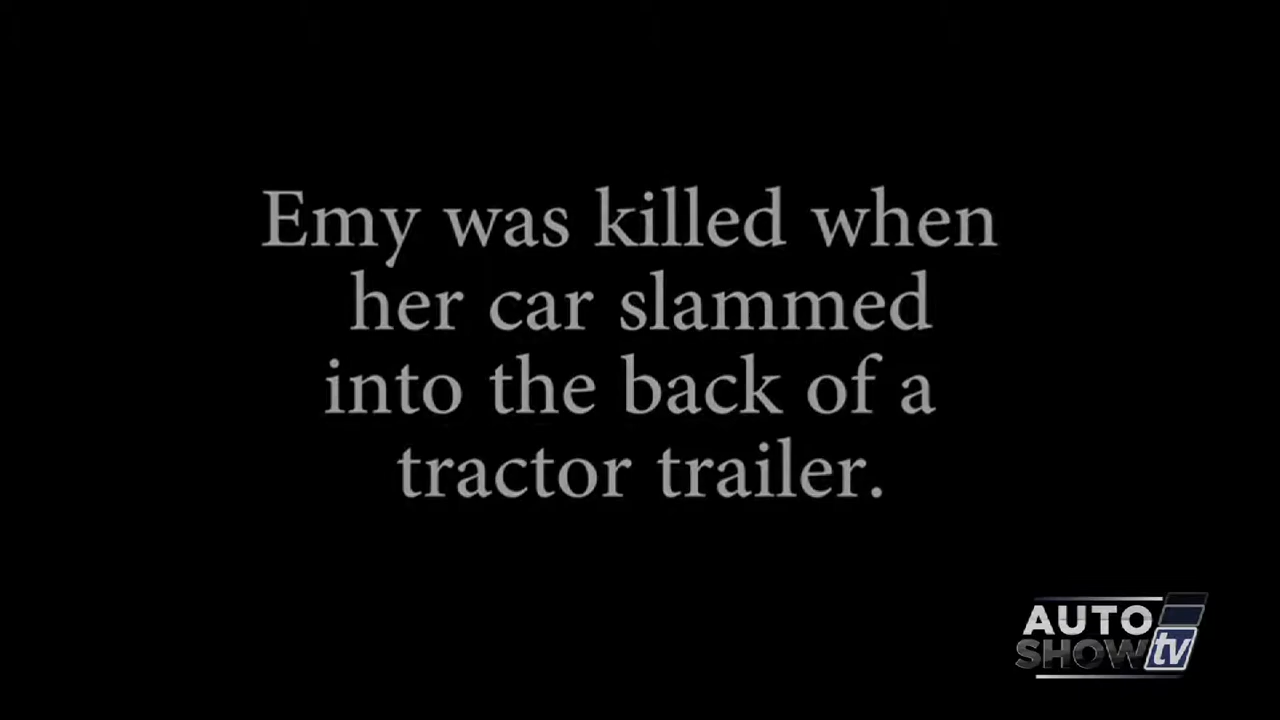 Emy was killed when
her car slammed
into the back of a
tractor trailer.
AUTO
SHOW tv